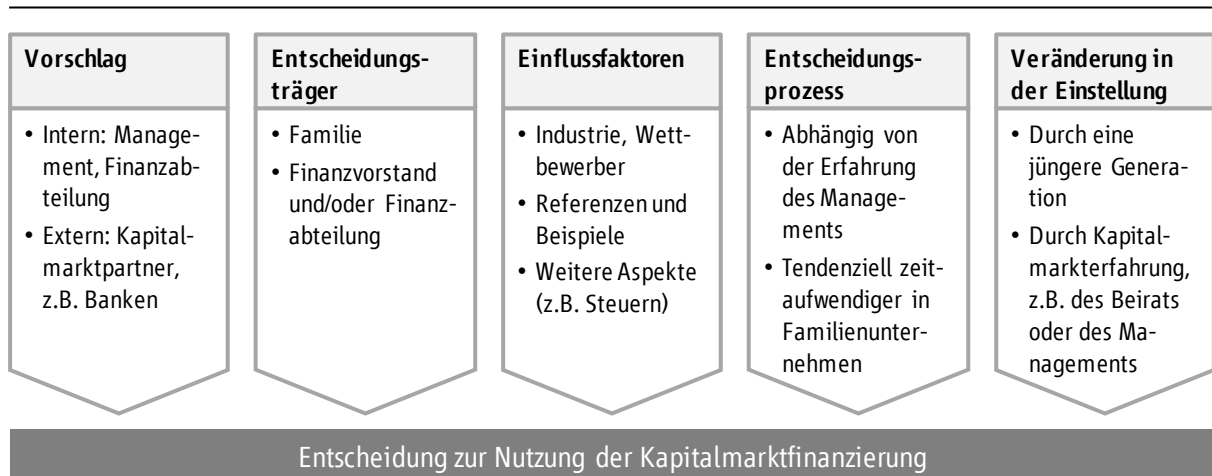 Vorschlag
• Intern: Manage-
ment, Finanzab-
teilung
• Extern: Kapital-
marktpartner,
z.B. Banken
Entscheidungs-
träger
• Familie
• Finanzvorstand
und/oder Finanz-
abteilung
Einflussfaktoren
• Industrie, Wett-
bewerber
• Referenzen und
Beispiele
• Weitere Aspekte
(z.B. Steuern)
Entscheidungs-
prozess
• Abhängig von
der Erfahrung
des Manage-
ments
• Tendenziell zeit-
aufwendiger in
Familienunter-
nehmen
Veränderung in
der Einstellung
• Durch eine
jüngere Genera-
tion
• Durch Kapital-
markterfahrung,
z.B. des Beirats
oder des Ma-
nagements
Entscheidung zur Nutzung der Kapitalmarktfinanzierung